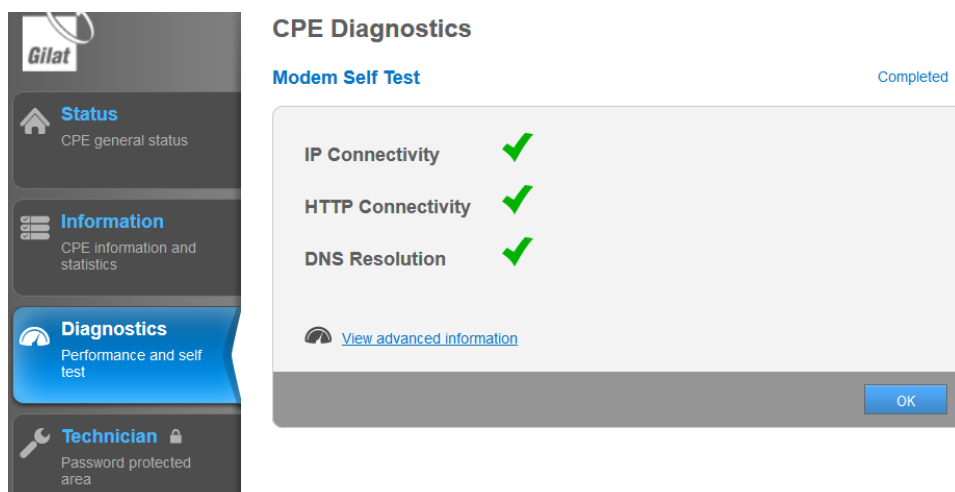 Gilat
Status
CPE general status
Information
CPE information and
statistics
Diagnostics
Performance and self
test
Technician
Password protected
area
CPE Diagnostics
Modem Self Test
Completed
IP Connectivity
HTTP Connectivity
DNS Resolution
View advanced information
OK